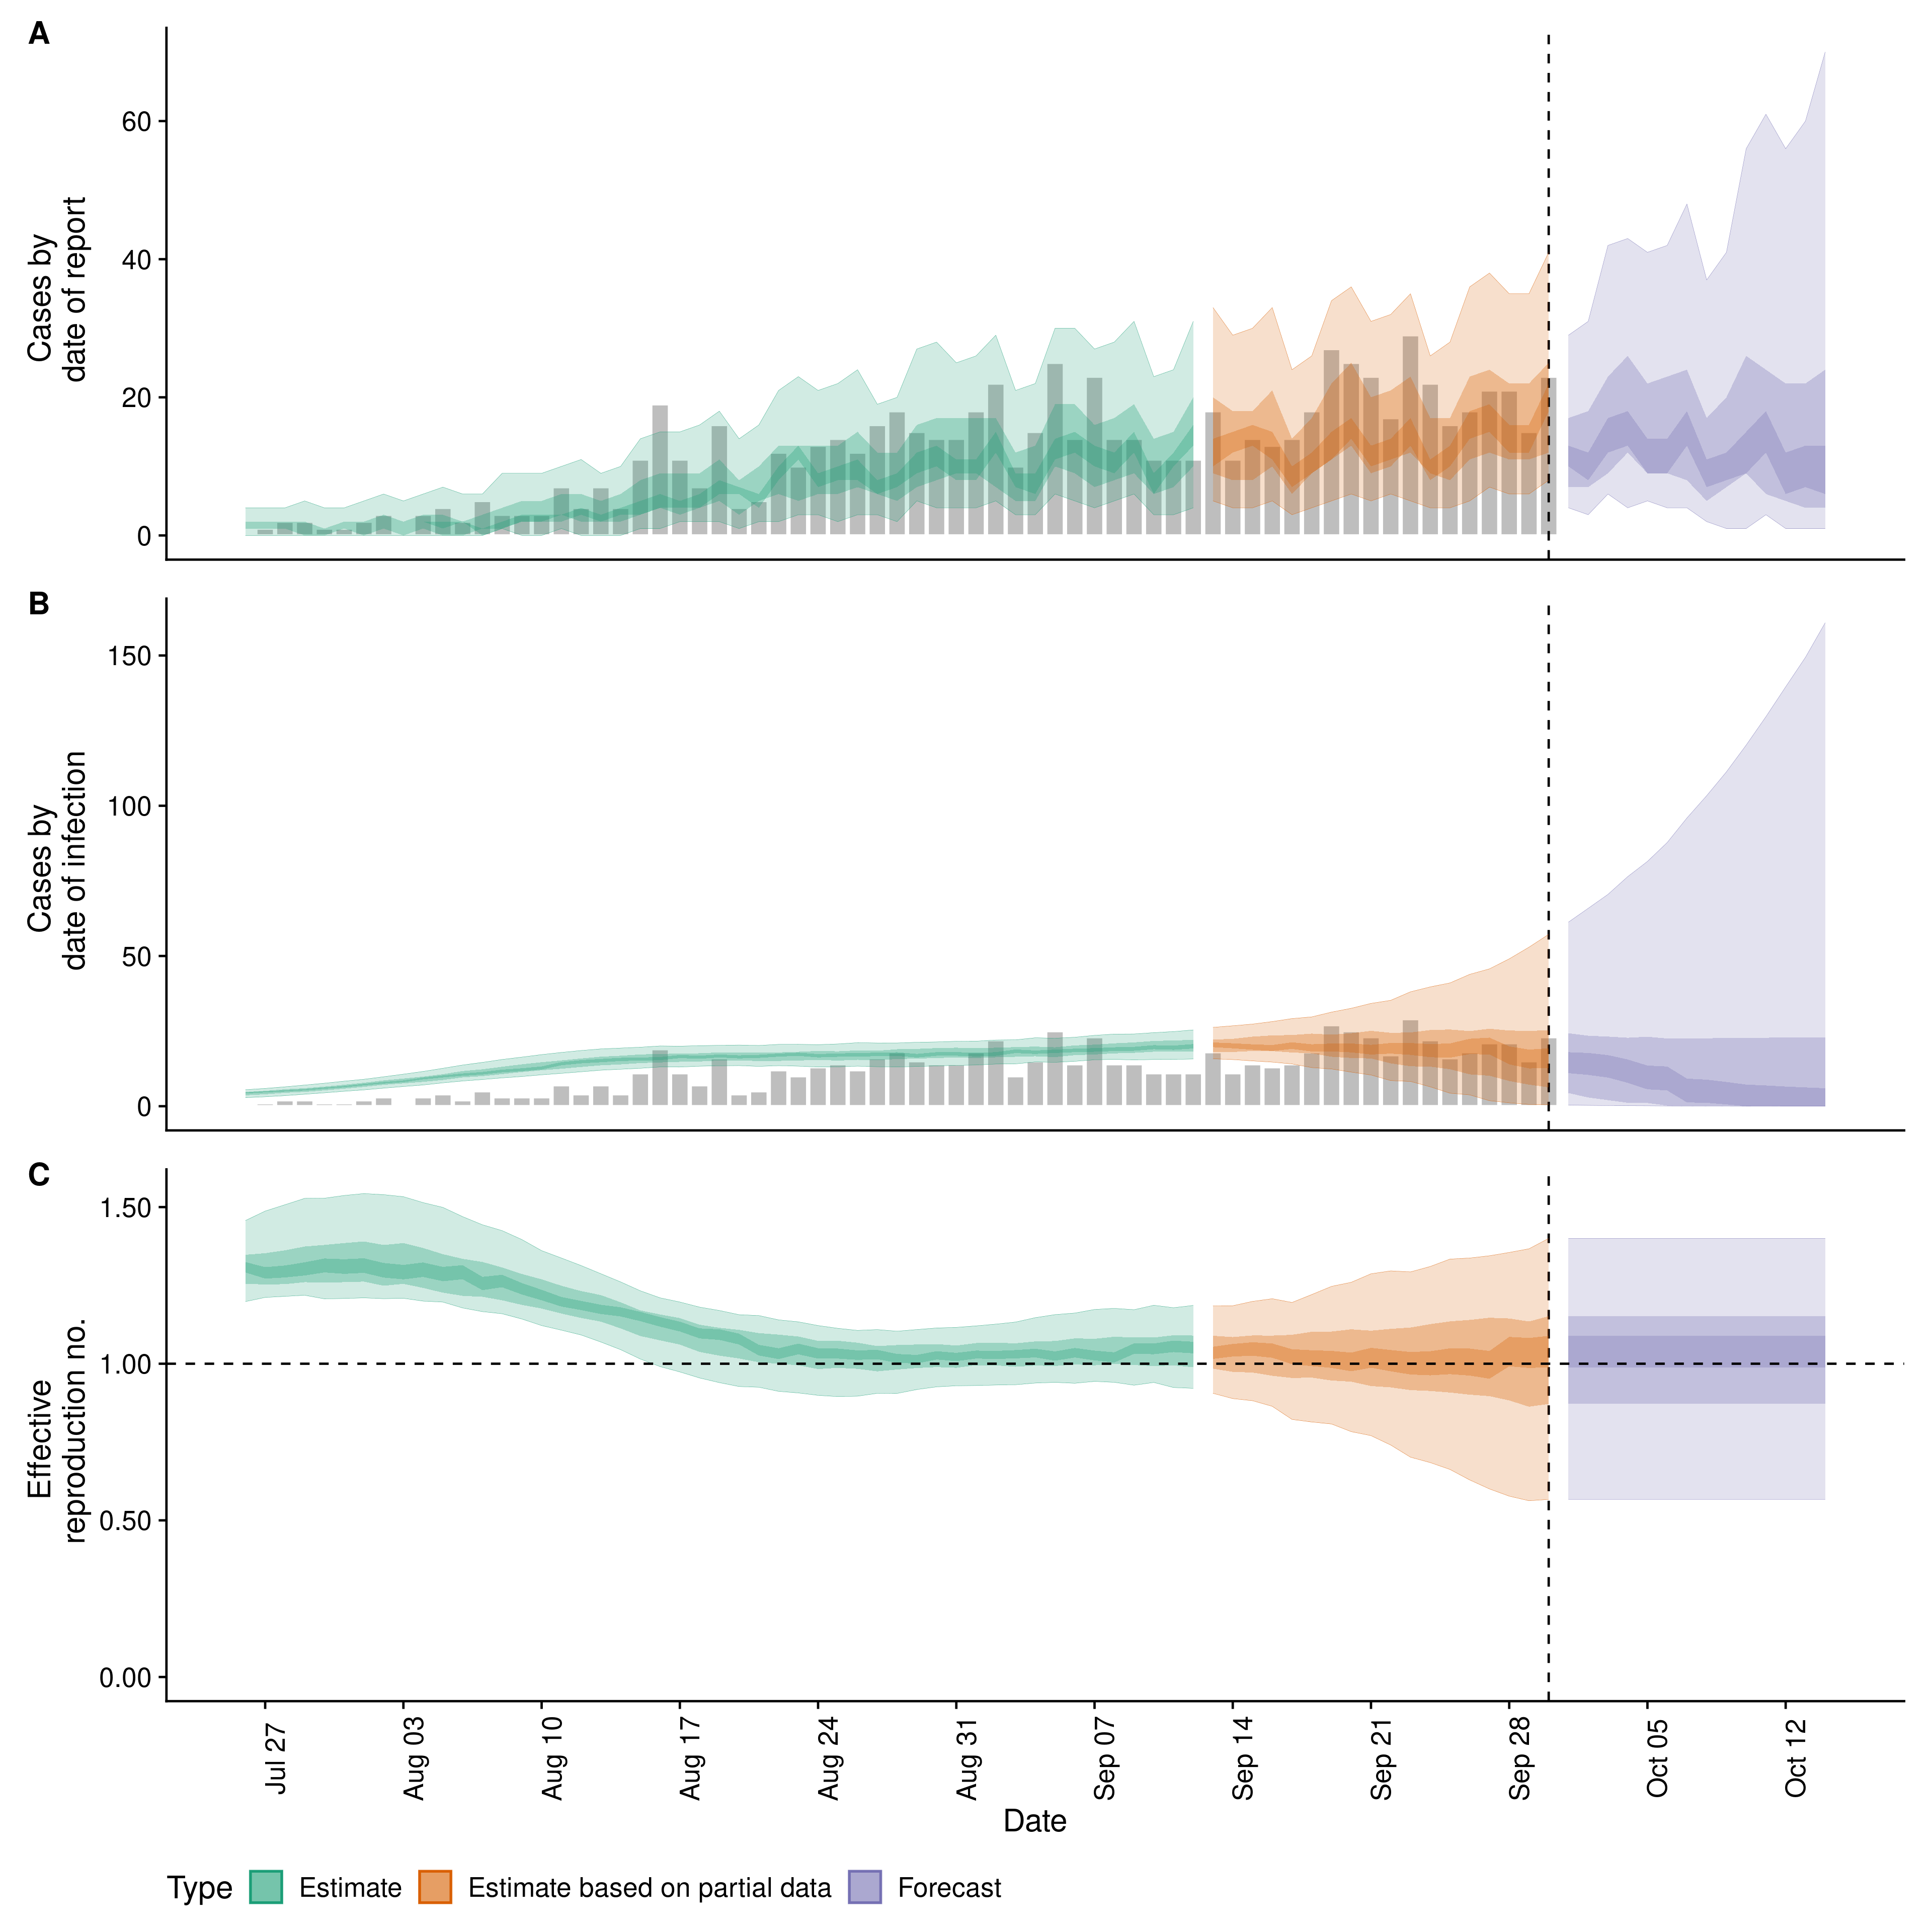 A
Cases by
date of report
60
40
20
0
B
Cases by
date of infection
150
100
50
0
C
Effective
reproduction no.
1.50
1.00
0.50
0.00
Jul 27
Aug 03
Aug 10
Aug 17
Aug 24
Aug 31
Sep 07
Sep 14
Sep 21
Sep 28
Oct 05
Oct 12
Date
Type Estimate Estimate based on partial data Forecast